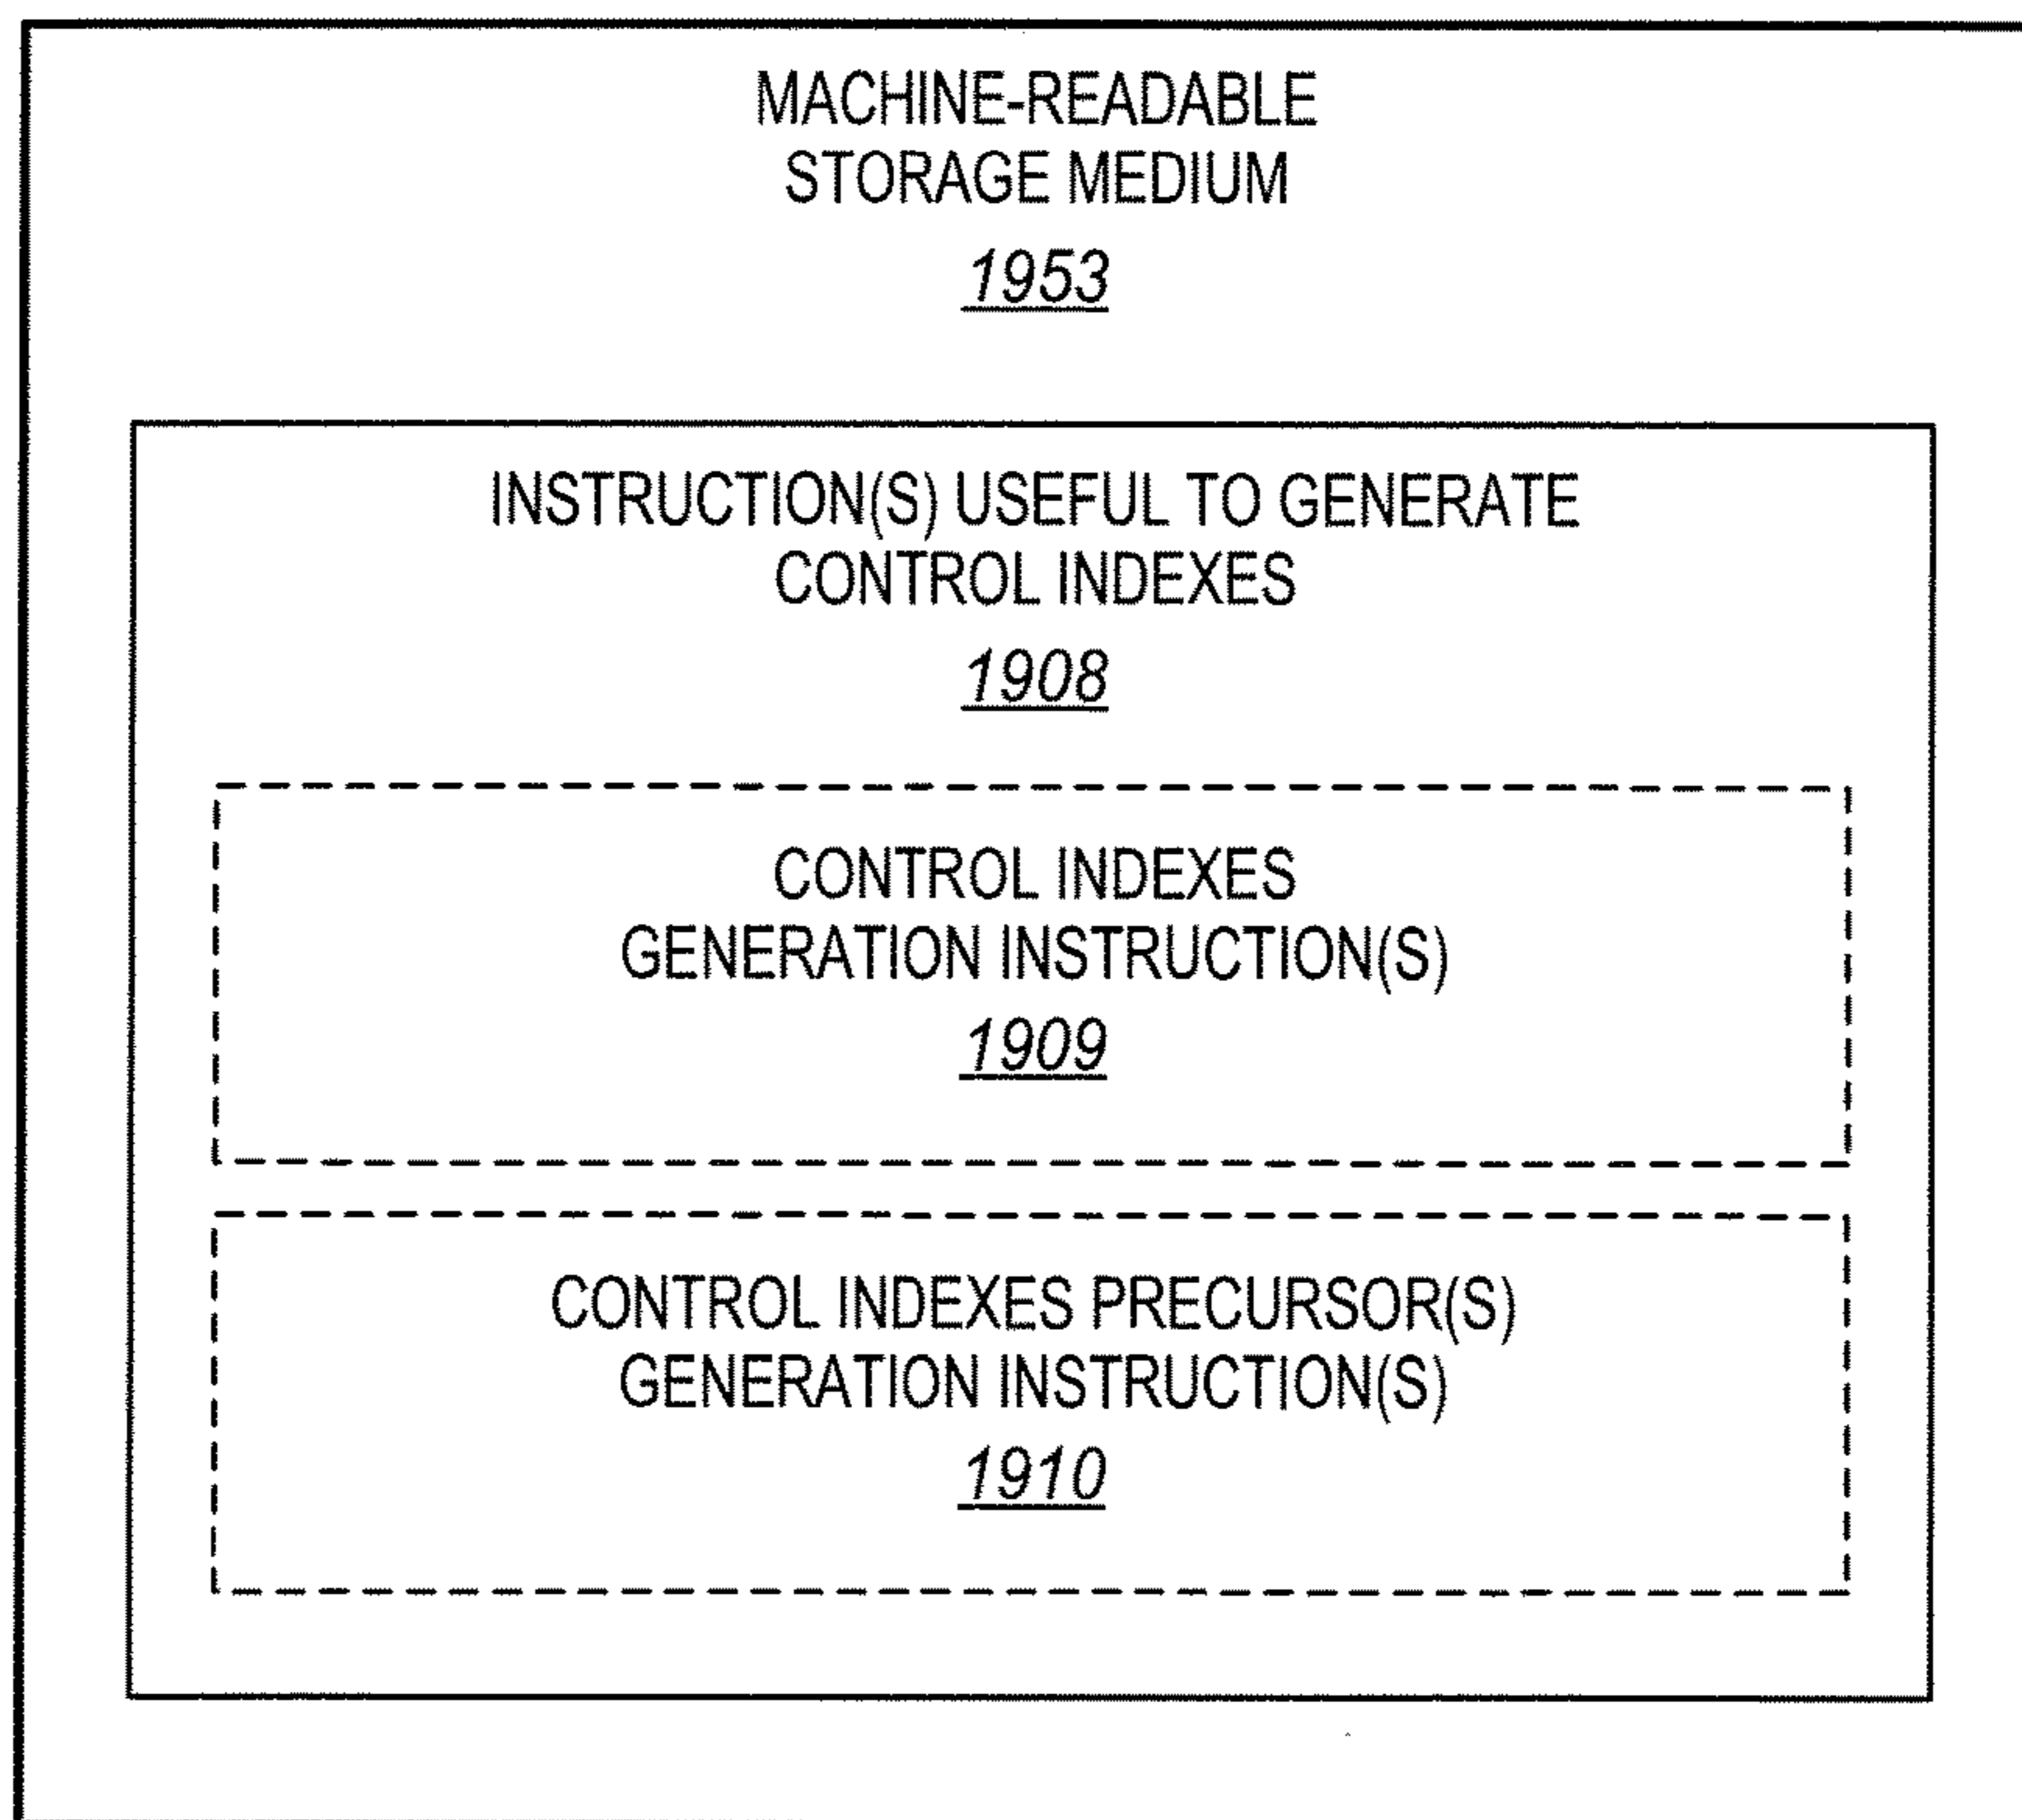 MACHINE-READABLE
STORAGE MEDIUM
1953
INSTRUCTION(S) USEFUL TO GENERATE
CONTROL INDEXES
1908
CONTROL INDEXES
GENERATION INSTRUCTION(S)
1909
CONTROL INDEXES PRECURSOR(S)
GENERATION INSTRUCTION(S)
1910